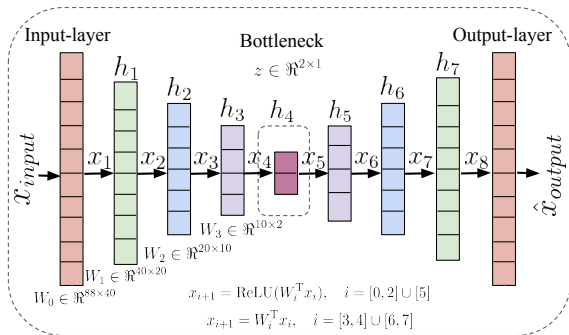 Input-layer
Bottleneck
Output-layer
z ∈ ℜ^{2×1}
h_1
h_2
h_3
h_4
h_5
h_6
h_7
x_{input}
x_1
x_2
x_3
x_4
x_5
x_6
x_7
x_8
x̂_{output}
W_3 ∈ ℜ^{10×2}
W_2 ∈ ℜ^{20×10}
W_1 ∈ ℜ^{40×20}
W_0 ∈ ℜ^{88×40}
x_{i+1} = ReLU(W_i^T x_i), i = [0, 2] ∪ [5]
x_{i+1} = W_i^T x_i, i = [3, 4] ∪ [6, 7]